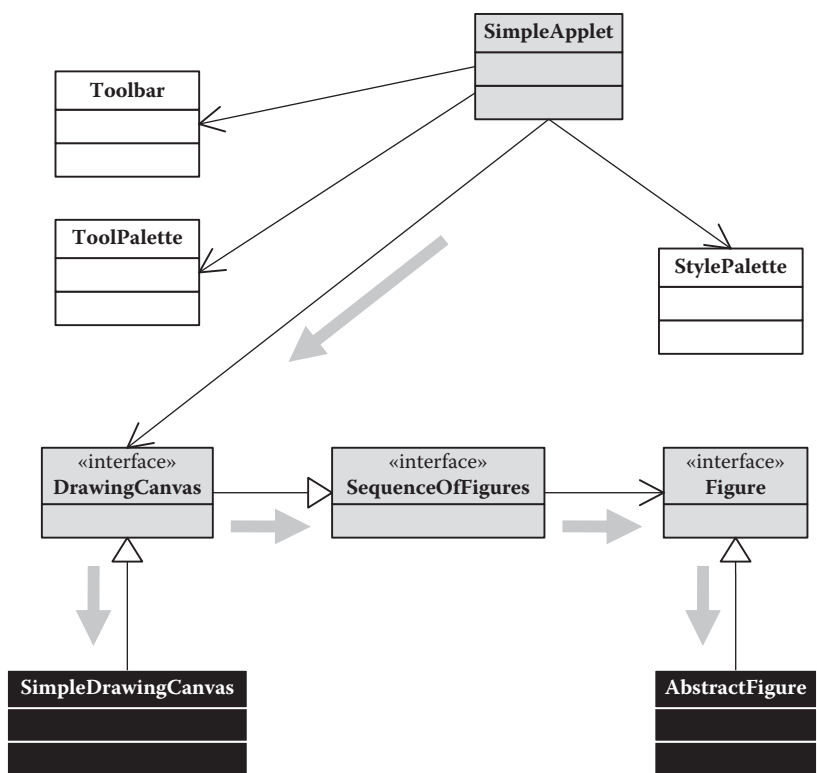 SimpleApplet
Toolbar
ToolPalette
StylePalette
«interface»
DrawingCanvas
«interface»
SequenceOfFigures
«interface»
Figure
SimpleDrawingCanvas
AbstractFigure